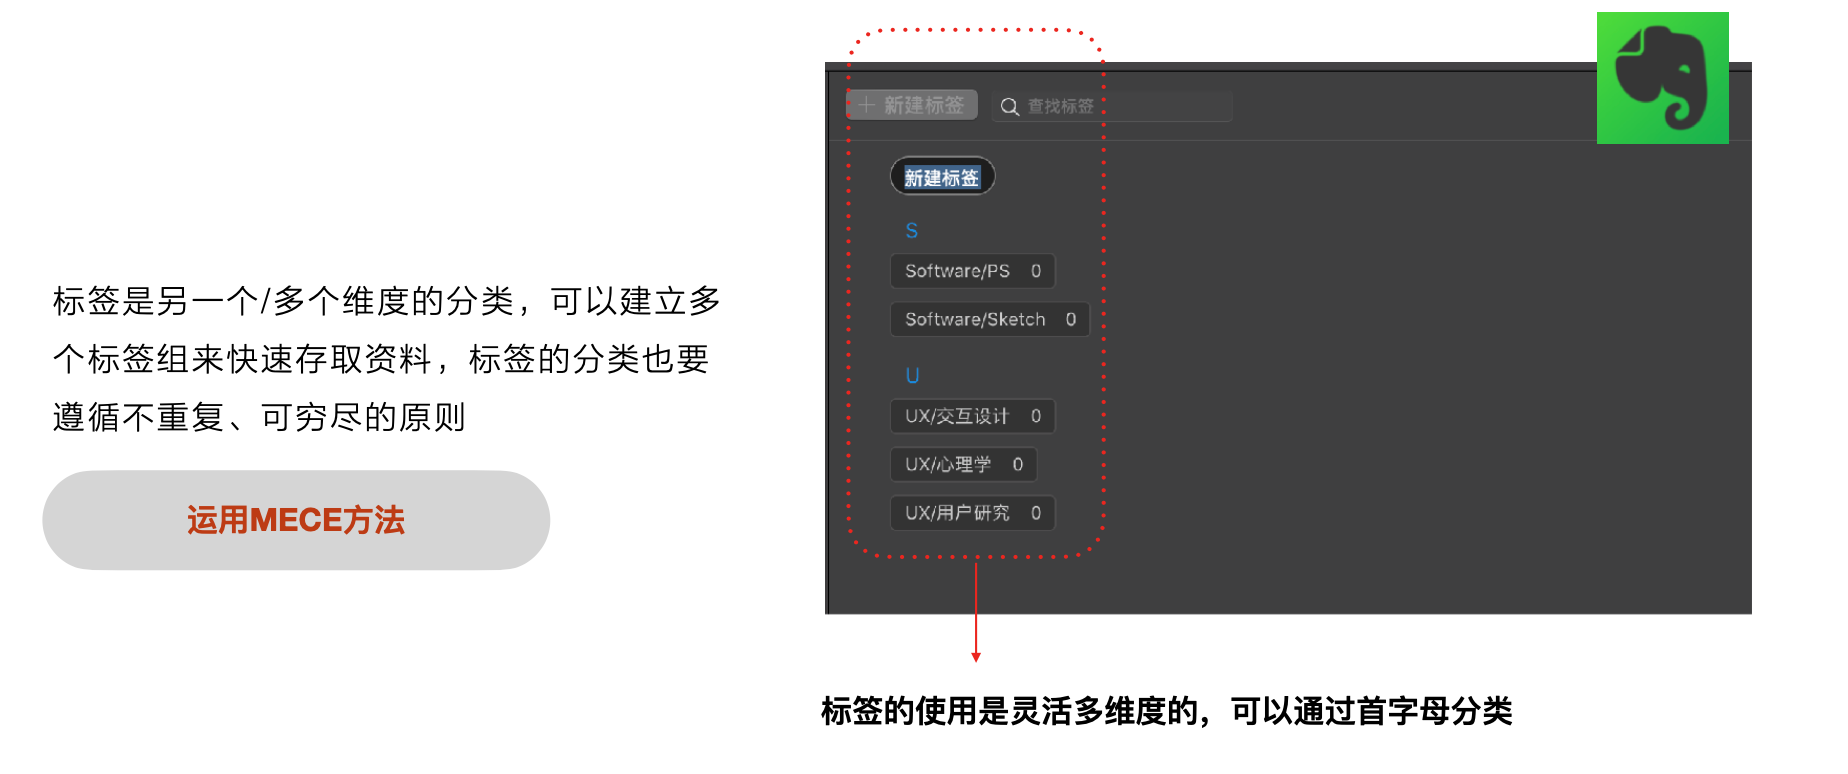 标签是另一个/多个维度的分类，可以建立多
个标签组来快速存取资料，标签的分类也要
遵循不重复、可穷尽的原则
运用MECE方法
新建标签
查找标签
新建标签
S
Software/PS 0
Software/Sketch 0
U
UX/交互设计 0
UX/心理学 0
UX/用户研究 0
标签的使用是灵活多维度的，可以通过首字母分类